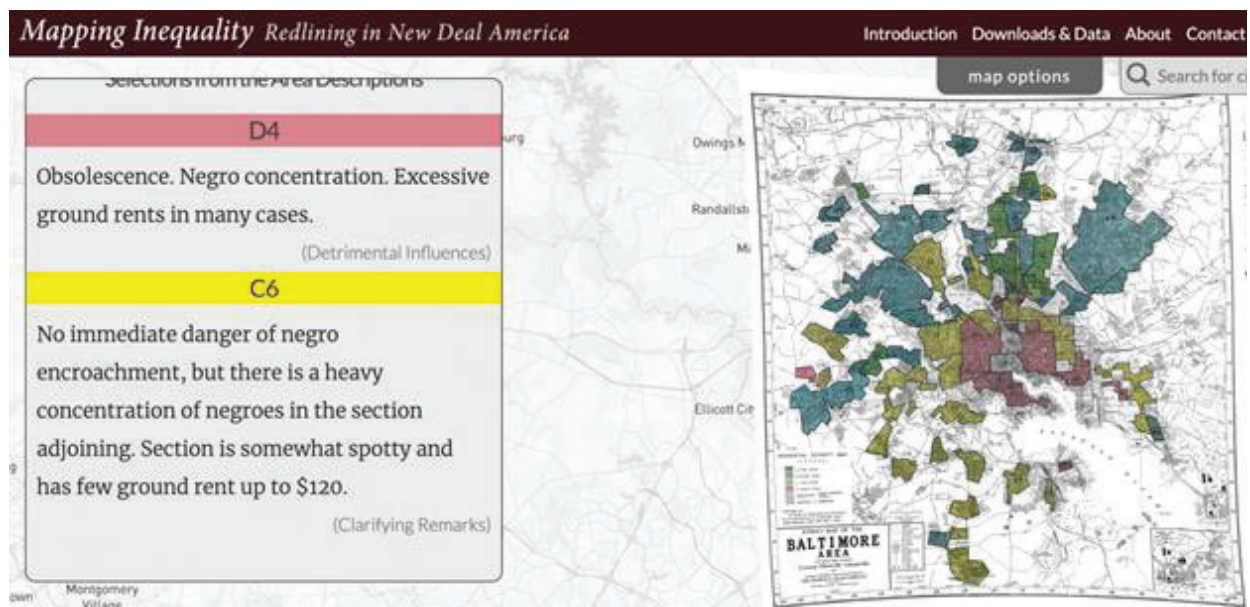 Mapping Inequality Redlining in New Deal America
Introduction Downloads & Data About Contact
map options
Search for ci
Selections from the Area Descriptions
D4
Obsolescence. Negro concentration. Excessive
ground rents in many cases.
(Detrimental Influences)
C6
No immediate danger of negro
encroachment, but there is a heavy
concentration of negroes in the section
adjoining. Section is somewhat spotty and
has few ground rent up to $120.
(Clarifying Remarks)
urg
Owings M
Randallst
Ellicott Cit
Montgomery
Village
own
BALTIMORE
AREA